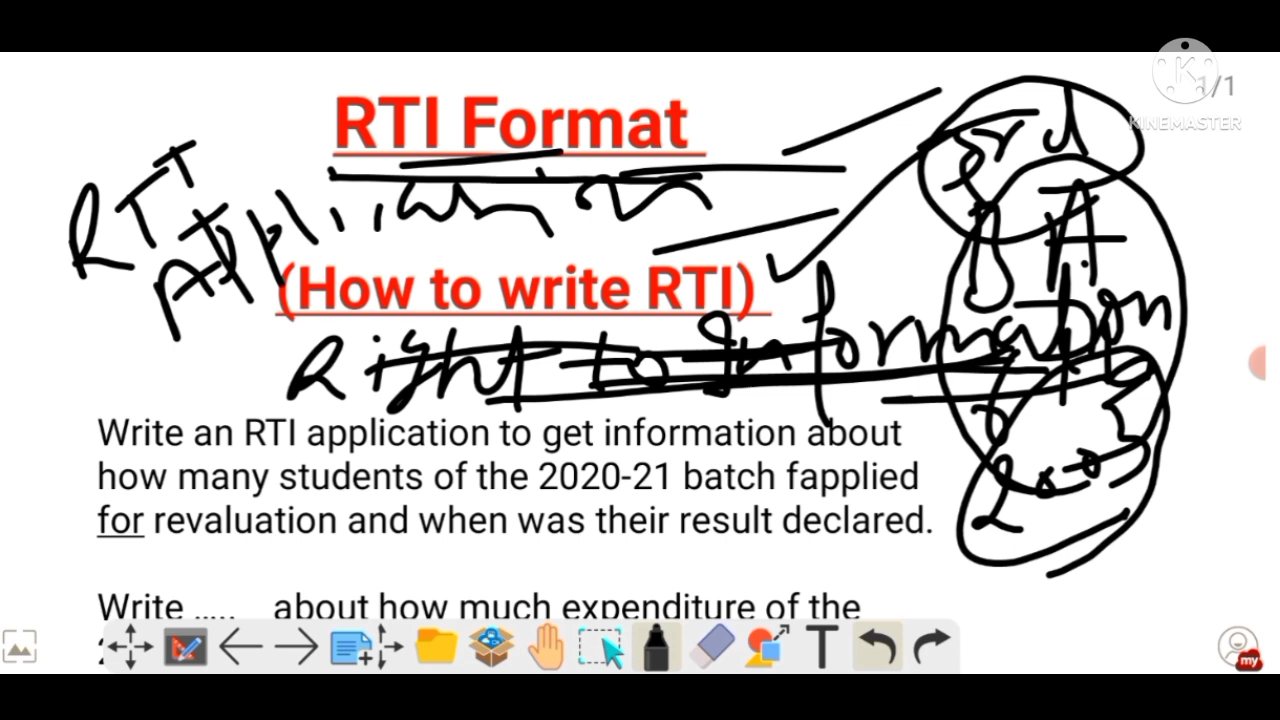 1/1
KINEMASTER
RTI Format
RTI
(How to write RTI)
Right to Information
Write an RTI application to get information about
how many students of the 2020-21 batch fapplied
for revaluation and when was their result declared.
Write ..... about how much expenditure of the
my